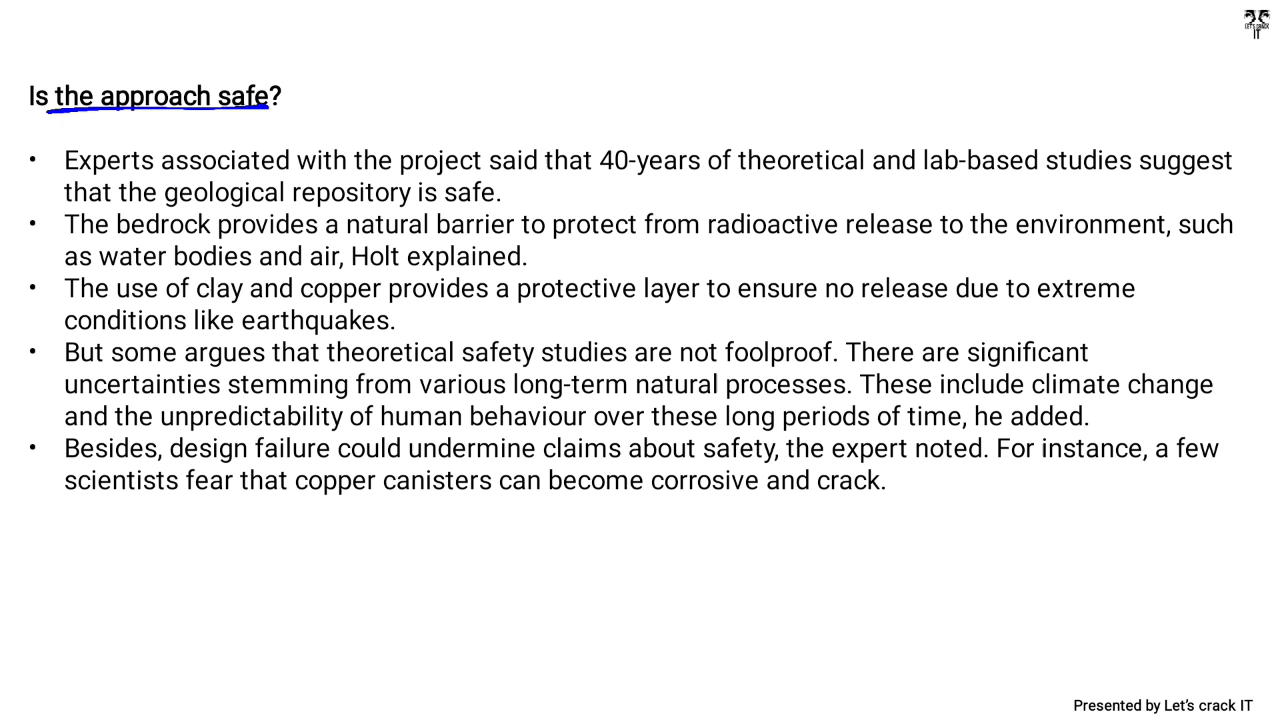 LET'S CRACK
IT
Is the approach safe?
• Experts associated with the project said that 40-years of theoretical and lab-based studies suggest
that the geological repository is safe.
• The bedrock provides a natural barrier to protect from radioactive release to the environment, such
as water bodies and air, Holt explained.
• The use of clay and copper provides a protective layer to ensure no release due to extreme
conditions like earthquakes.
• But some argues that theoretical safety studies are not foolproof. There are significant
uncertainties stemming from various long-term natural processes. These include climate change
and the unpredictability of human behaviour over these long periods of time, he added.
• Besides, design failure could undermine claims about safety, the expert noted. For instance, a few
scientists fear that copper canisters can become corrosive and crack.
Presented by Let's crack IT